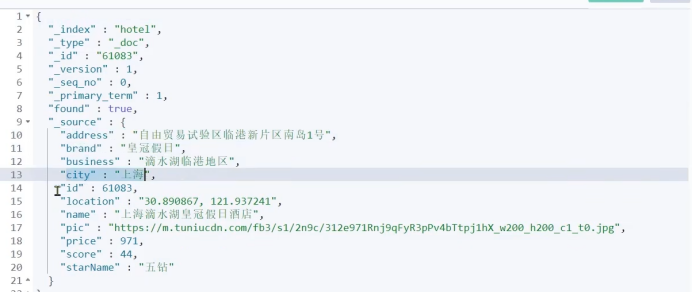 1 {
2 "_index" : "hotel",
3 "_type" : "_doc",
4 "_id" : "61083",
5 "_version" : 1,
6 "_seq_no" : 0,
7 "_primary_term" : 1,
8 "found" : true,
9 "_source" : {
10 "address" : "自由贸易试验区临港新片区南岛1号",
11 "brand" : "皇冠假日",
12 "business" : "滴水湖临港地区",
13 "city" : "上海",
14 "id" : 61083,
15 "location" : "30.890867, 121.937241",
16 "name" : "上海滴水湖皇冠假日酒店",
17 "pic" : "https://m.tuniucdn.com/fb3/s1/2n9c/312e971Rnj9qFyR3pPv4bTtpj1hX_w200_h200_c1_t0.jpg",
18 "price" : 971,
19 "score" : 44,
20 "starName" : "五钻"
21 }